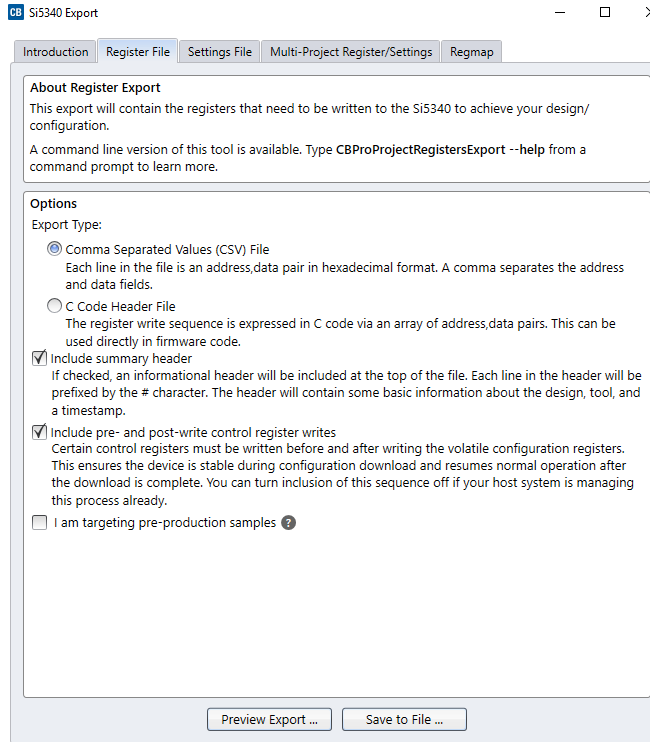 CB Si5340 Export
Introduction Register File Settings File Multi-Project Register/Settings Regmap
About Register Export
This export will contain the registers that need to be written to the Si5340 to achieve your design/
configuration.
A command line version of this tool is available. Type CBProProjectRegistersExport --help from a
command prompt to learn more.
Options
Export Type:
Comma Separated Values (CSV) File
Each line in the file is an address,data pair in hexadecimal format. A comma separates the address
and data fields.
C Code Header File
The register write sequence is expressed in C code via an array of address,data pairs. This can be
used directly in firmware code.
Include summary header
If checked, an informational header will be included at the top of the file. Each line in the header will be
prefixed by the # character. The header will contain some basic information about the design, tool, and
a timestamp.
Include pre- and post-write control register writes
Certain control registers must be written before and after writing the volatile configuration registers.
This ensures the device is stable during configuration download and resumes normal operation after
the download is complete. You can turn inclusion of this sequence off if your host system is managing
this process already.
I am targeting pre-production samples ?
Preview Export ... Save to File ...